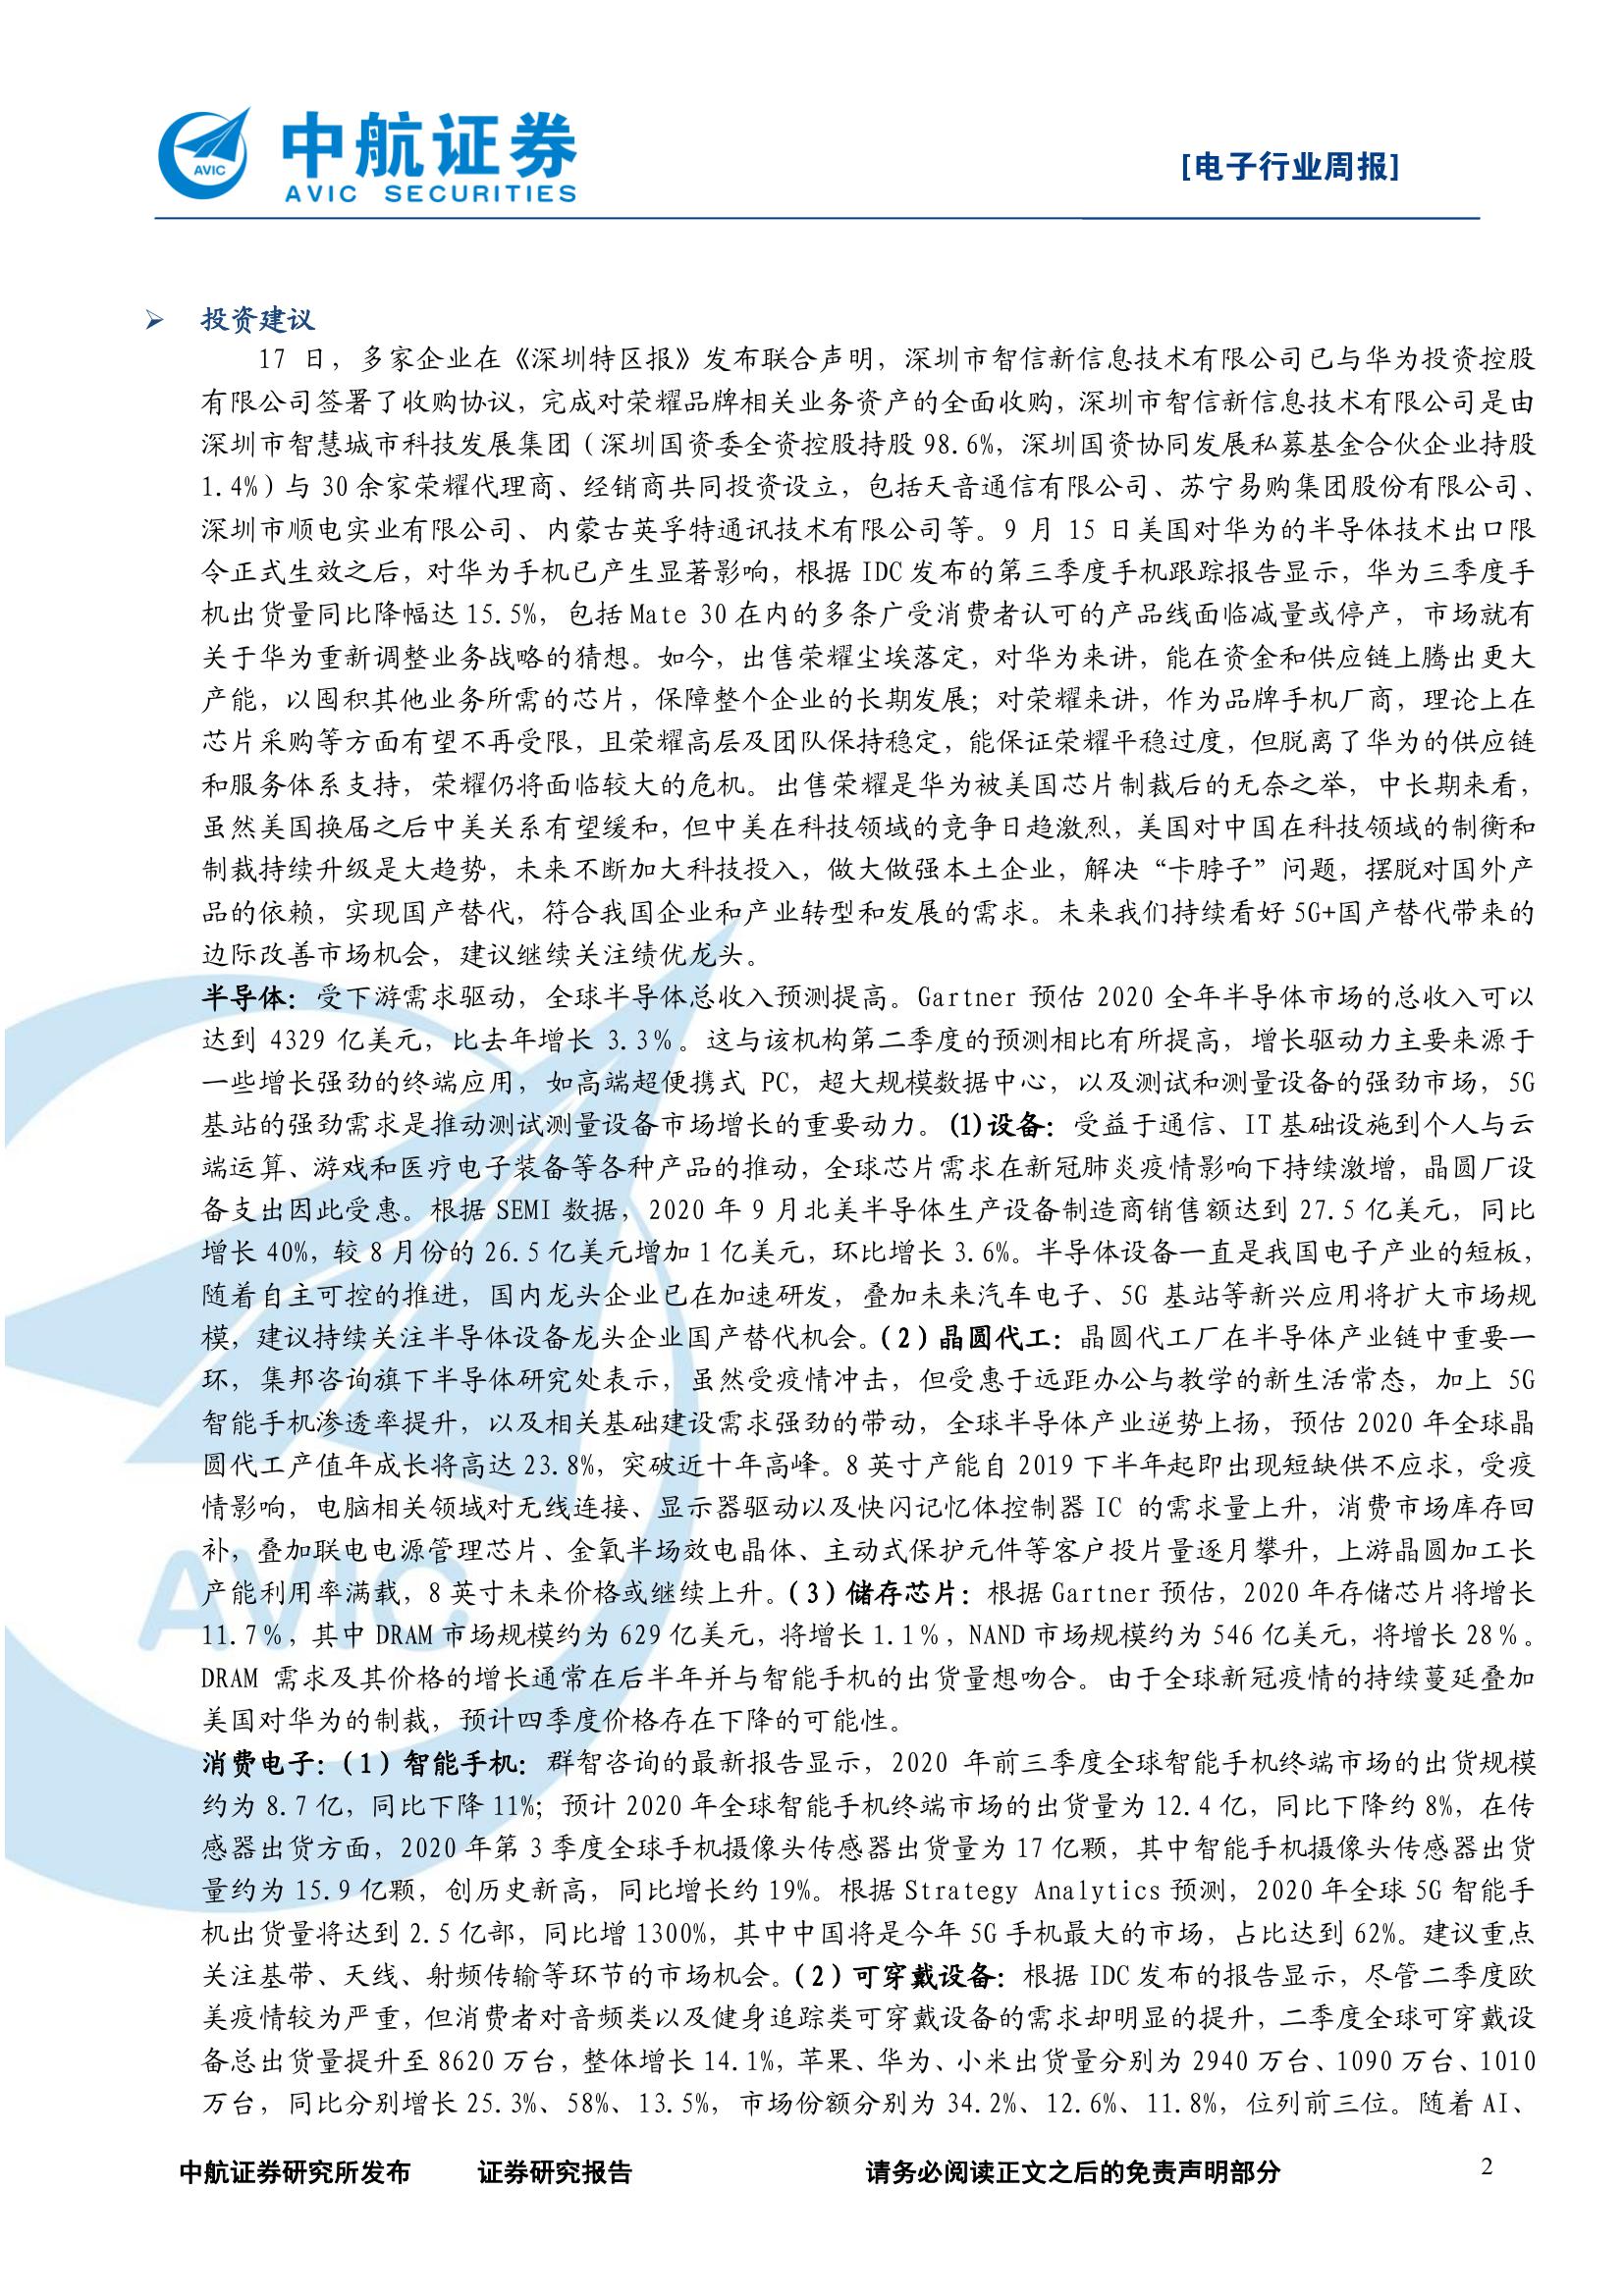 中航证券
AVIC SECURITIES
AVIC
[电子行业周报]
➢ 投资建议
17 日，多家企业在《深圳特区报》发布联合声明，深圳市智信新信息技术有限公司已与华为投资控股
有限公司签署了收购协议，完成对荣耀品牌相关业务资产的全面收购，深圳市智信新信息技术有限公司是由
深圳市智慧城市科技发展集团（深圳国资委全资控股持股 98.6%，深圳国资协同发展私募基金合伙企业持股
1.4%）与 30 余家荣耀代理商、经销商共同投资设立，包括天音通信有限公司、苏宁易购集团股份有限公司、
深圳市顺电实业有限公司、内蒙古英孚特通讯技术有限公司等。9 月 15 日美国对华为的半导体技术出口限
令正式生效之后，对华为手机已产生显著影响，根据 IDC 发布的第三季度手机跟踪报告显示，华为三季度手
机出货量同比降幅达 15.5%，包括 Mate 30 在内的多条广受消费者认可的产品线面临减量或停产，市场就有
关于华为重新调整业务战略的猜想。如今，出售荣耀尘埃落定，对华为来讲，能在资金和供应链上腾出更大
产能，以囤积其他业务所需的芯片，保障整个企业的长期发展；对荣耀来讲，作为品牌手机厂商，理论上在
芯片采购等方面有望不再受限，且荣耀高层及团队保持稳定，能保证荣耀平稳过度，但脱离了华为的供应链
和服务体系支持，荣耀仍将面临较大的危机。出售荣耀是华为被美国芯片制裁后的无奈之举，中长期来看，
虽然美国换届之后中美关系有望缓和，但中美在科技领域的竞争日趋激烈，美国对中国在科技领域的制衡和
制裁持续升级是大趋势，未来不断加大科技投入，做大做强本土企业，解决“卡脖子”问题，摆脱对国外产
品的依赖，实现国产替代，符合我国企业和产业转型和发展的需求。未来我们持续看好 5G+国产替代带来的
边际改善市场机会，建议继续关注绩优龙头。
半导体：受下游需求驱动，全球半导体总收入预测提高。Gartner 预估 2020 全年半导体市场的总收入可以
达到 4329 亿美元，比去年增长 3.3％。这与该机构第二季度的预测相比有所提高，增长驱动力主要来源于
一些增长强劲的终端应用，如高端超便携式 PC，超大规模数据中心，以及测试和测量设备的强劲市场，5G
基站的强劲需求是推动测试测量设备市场增长的重要动力。(1)设备：受益于通信、IT 基础设施到个人与云
端运算、游戏和医疗电子装备等各种产品的推动，全球芯片需求在新冠肺炎疫情影响下持续激增，晶圆厂设
备支出因此受惠。根据 SEMI 数据，2020 年 9 月北美半导体生产设备制造商销售额达到 27.5 亿美元，同比
增长 40%，较 8 月份的 26.5 亿美元增加 1 亿美元，环比增长 3.6%。半导体设备一直是我国电子产业的短板，
随着自主可控的推进，国内龙头企业已在加速研发，叠加未来汽车电子、5G 基站等新兴应用将扩大市场规
模，建议持续关注半导体设备龙头企业国产替代机会。（2）晶圆代工：晶圆代工厂在半导体产业链中重要一
环，集邦咨询旗下半导体研究处表示，虽然受疫情冲击，但受惠于远距办公与教学的新生活常态，加上 5G
智能手机渗透率提升，以及相关基础建设需求强劲的带动，全球半导体产业逆势上扬，预估 2020 年全球晶
圆代工产值年成长将高达 23.8%，突破近十年高峰。8 英寸产能自 2019 下半年起即出现短缺供不应求，受疫
情影响，电脑相关领域对无线连接、显示器驱动以及快闪记忆体控制器 IC 的需求量上升，消费市场库存回
补，叠加联电电源管理芯片、金氧半场效电晶体、主动式保护元件等客户投片量逐月攀升，上游晶圆加工长
产能利用率满载，8 英寸未来价格或继续上升。（3）储存芯片：根据 Gartner 预估，2020 年存储芯片将增长
11.7％，其中 DRAM 市场规模约为 629 亿美元，将增长 1.1％，NAND 市场规模约为 546 亿美元，将增长 28％。
DRAM 需求及其价格的增长通常在后半年并与智能手机的出货量想吻合。由于全球新冠疫情的持续蔓延叠加
美国对华为的制裁，预计四季度价格存在下降的可能性。
消费电子：（1）智能手机：群智咨询的最新报告显示，2020 年前三季度全球智能手机终端市场的出货规模
约为 8.7 亿，同比下降 11%；预计 2020 年全球智能手机终端市场的出货量为 12.4 亿，同比下降约 8%，在传
感器出货方面，2020 年第 3 季度全球手机摄像头传感器出货量为 17 亿颗，其中智能手机摄像头传感器出货
量约为 15.9 亿颗，创历史新高，同比增长约 19%。根据 Strategy Analytics 预测，2020 年全球 5G 智能手
机出货量将达到 2.5 亿部，同比增 1300%，其中中国将是今年 5G 手机最大的市场，占比达到 62%。建议重点
关注基带、天线、射频传输等环节的市场机会。（2）可穿戴设备：根据 IDC 发布的报告显示，尽管二季度欧
美疫情较为严重，但消费者对音频类以及健身追踪类可穿戴设备的需求却明显的提升，二季度全球可穿戴设
备总出货量提升至 8620 万台，整体增长 14.1%，苹果、华为、小米出货量分别为 2940 万台、1090 万台、1010
万台，同比分别增长 25.3%、58%、13.5%，市场份额分别为 34.2%、12.6%、11.8%，位列前三位。随着 AI、
中航证券研究所发布 证券研究报告 请务必阅读正文之后的免责声明部分 2